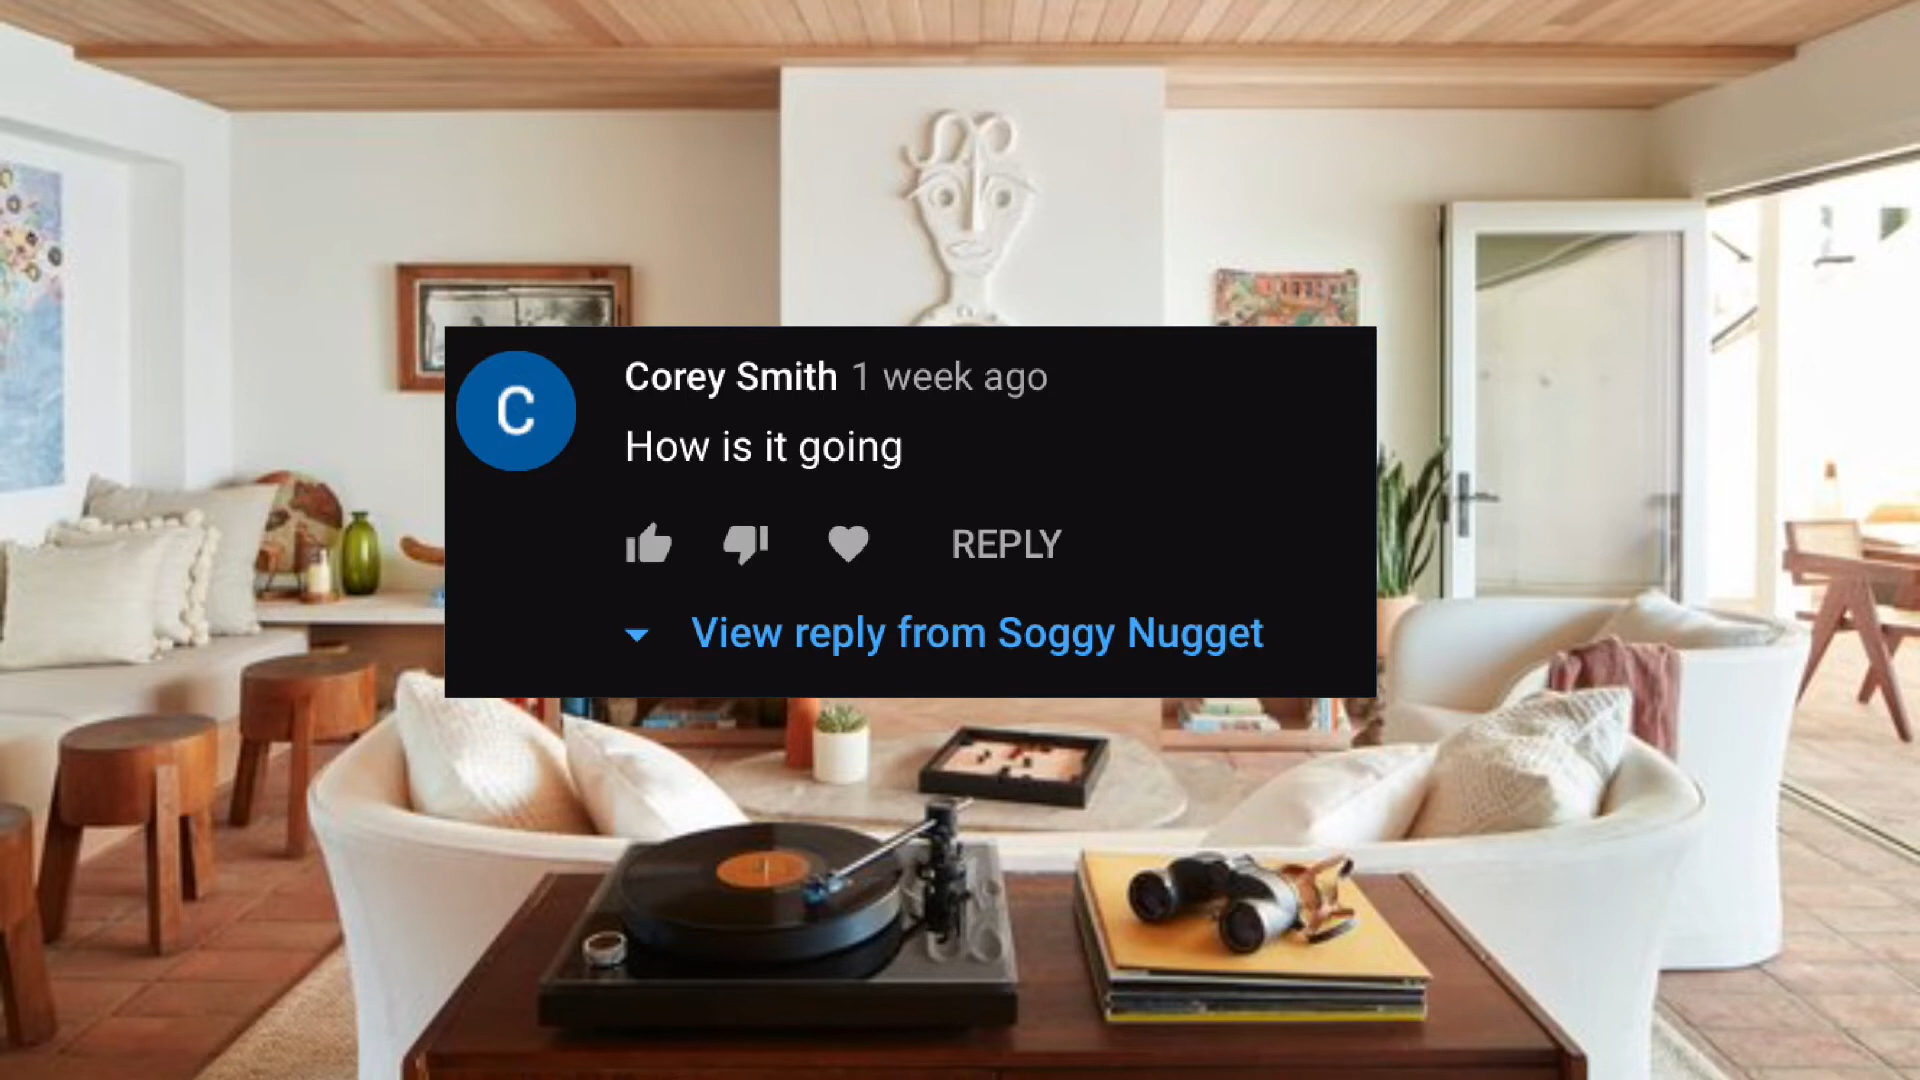 C
Corey Smith 1 week ago
How is it going
REPLY
View reply from Soggy Nugget